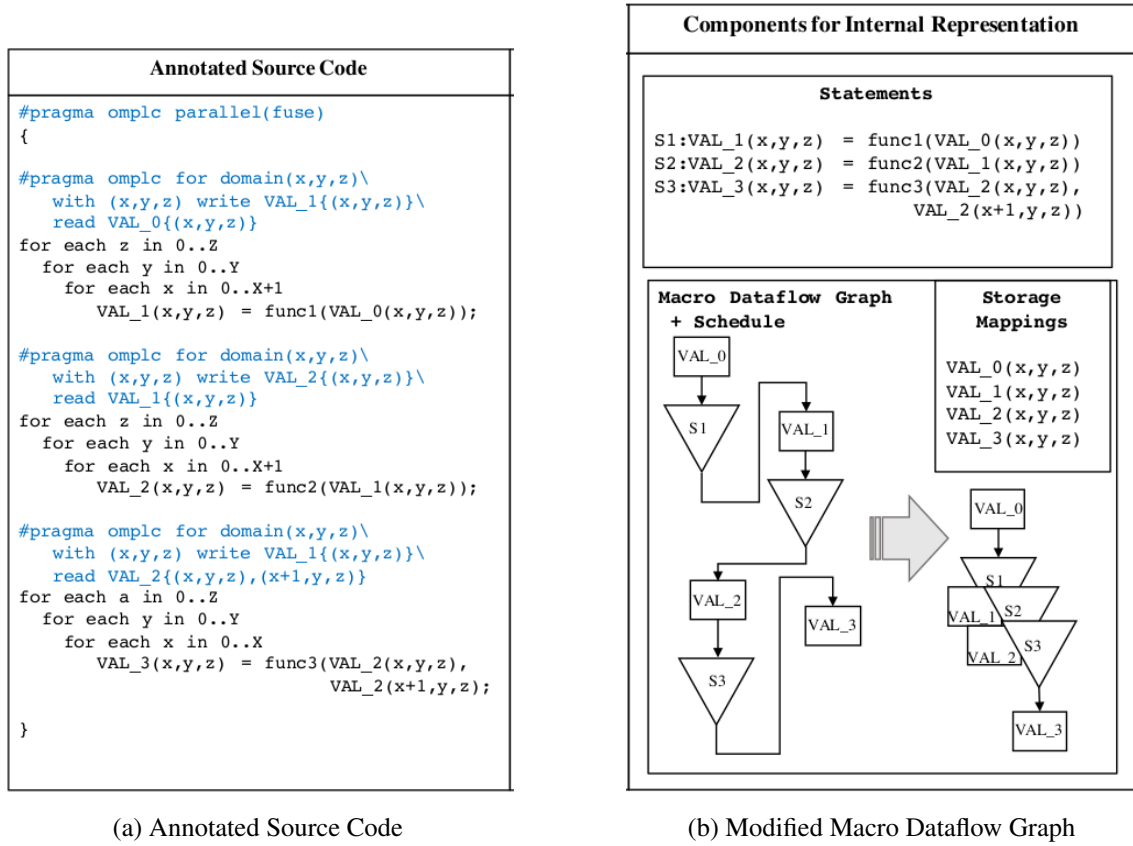 Annotated Source Code
#pragma omplc parallel(fuse)
{
#pragma omplc for domain(x,y,z)\
with (x,y,z) write VAL_1{(x,y,z)}\
read VAL_0{(x,y,z)}
for each z in 0..Z
for each y in 0..Y
for each x in 0..X+1
VAL_1(x,y,z) = func1(VAL_0(x,y,z));
#pragma omplc for domain(x,y,z)\
with (x,y,z) write VAL_2{(x,y,z)}\
read VAL_1{(x,y,z)}
for each z in 0..Z
for each y in 0..Y
for each x in 0..X+1
VAL_2(x,y,z) = func2(VAL_1(x,y,z));
#pragma omplc for domain(x,y,z)\
with (x,y,z) write VAL_1{(x,y,z)}\
read VAL_2{(x,y,z),(x+1,y,z)}
for each a in 0..Z
for each y in 0..Y
for each x in 0..X
VAL_3(x,y,z) = func3(VAL_2(x,y,z),
VAL_2(x+1,y,z);
}
(a) Annotated Source Code
Components for Internal Representation
Statements
S1:VAL_1(x,y,z) = func1(VAL_0(x,y,z))
S2:VAL_2(x,y,z) = func2(VAL_1(x,y,z))
S3:VAL_3(x,y,z) = func3(VAL_2(x,y,z),
VAL_2(x+1,y,z))
Macro Dataflow Graph
+ Schedule
VAL_0
S1
VAL_1
S2
VAL_2
VAL_3
S3
Storage
Mappings
VAL_0(x,y,z)
VAL_1(x,y,z)
VAL_2(x,y,z)
VAL_3(x,y,z)
VAL_0
S1
S2
VAL_1
S3
VAL_2
VAL_3
(b) Modified Macro Dataflow Graph